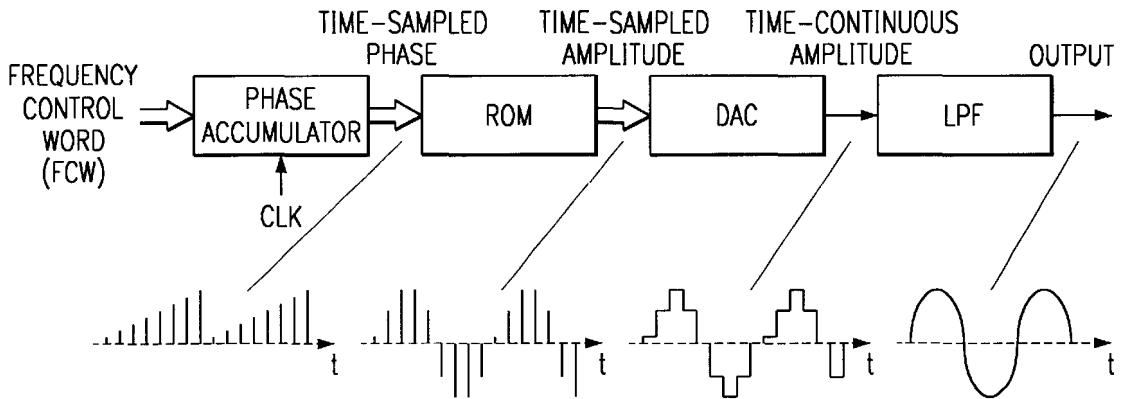 TIME-SAMPLED
PHASE
TIME-SAMPLED
AMPLITUDE
TIME-CONTINUOUS
AMPLITUDE
OUTPUT
FREQUENCY
CONTROL
WORD
(FCW)
PHASE
ACCUMULATOR
ROM
DAC
LPF
CLK
t
t
t
t